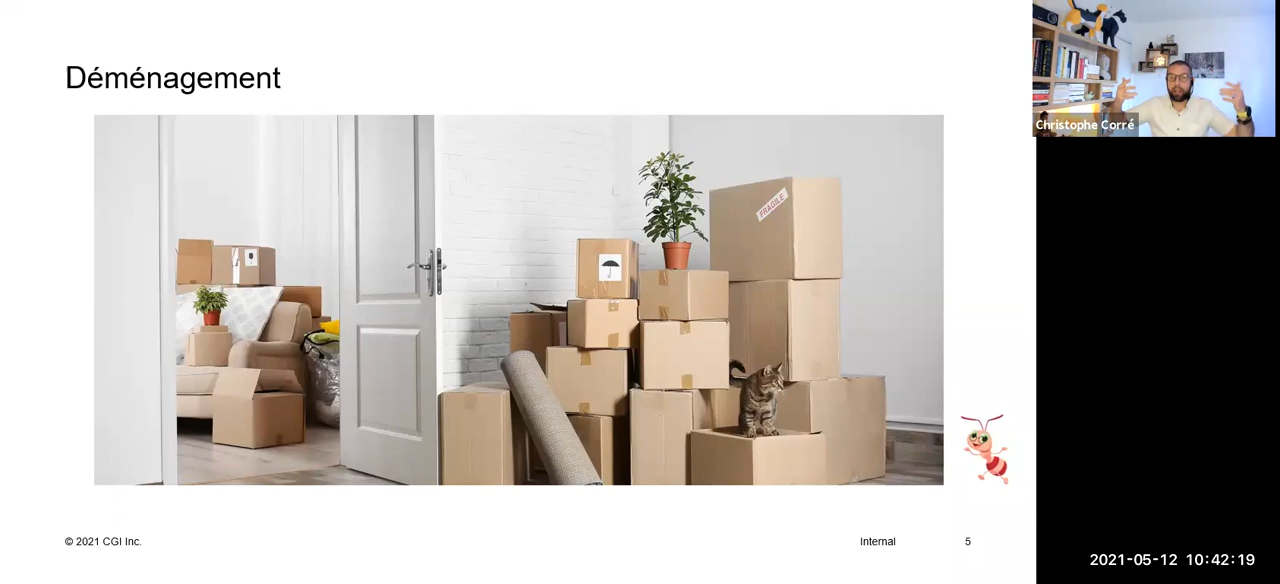 Déménagement
FRAGILE
Christophe Corré
© 2021 CGI Inc.
Internal
5
2021-05-12 10:42:19